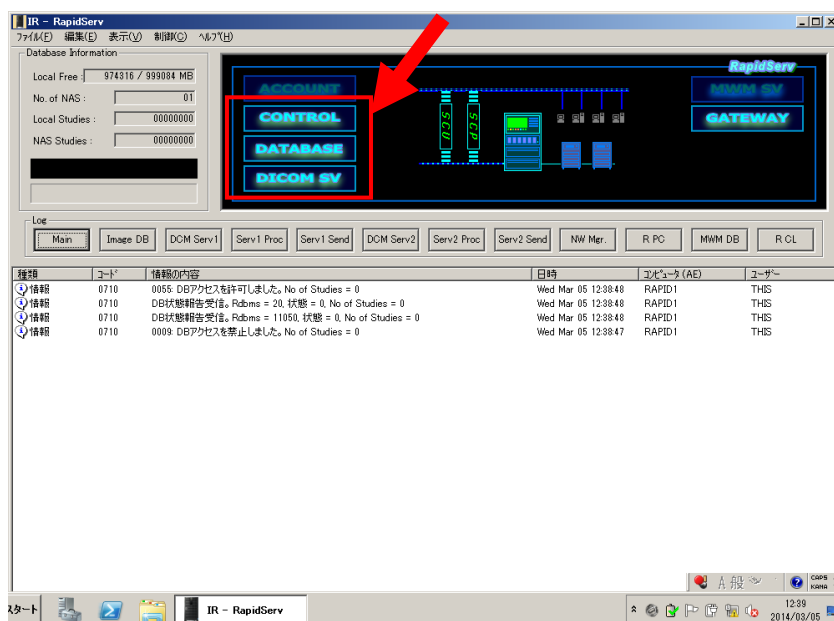 IR - RapidServ
ファイル(F) 編集(E) 表示(V) 制御(C) ヘルプ(H)
Database Information
Local Free : 974316 / 999084 MB
No. of NAS : 01
Local Studies : 00000000
NAS Studies : 00000000
RapidServ
ACCOUNT
CONTROL
DATABASE
DICOM SV
SCU
SCP
MWM SV
GATEWAY
Log
Main Image DB DCM Serv1 Serv1 Proc Serv1 Send DCM Serv2 Serv2 Proc Serv2 Send NW Mgr. R PC MWM DB R CL
種類 コード 情報の内容 日時 コンピュータ(AE) ユーザー
情報 0710 0055: DBアクセスを許可しました。No of Studies = 0 Wed Mar 05 12:38:48 RAPID1 THIS
情報 0710 DB状態報告受信。Rdbms = 20, 状態 = 0, No of Studies = 0 Wed Mar 05 12:38:48 RAPID1 THIS
情報 0710 DB状態報告受信。Rdbms = 11050, 状態 = 0, No of Studies = 0 Wed Mar 05 12:38:48 RAPID1 THIS
情報 0710 0009: DBアクセスを禁止しました。No of Studies = 0 Wed Mar 05 12:38:47 RAPID1 THIS
A 般 CAPS
KANA
スタート IR - RapidServ 12:39
2014/03/05